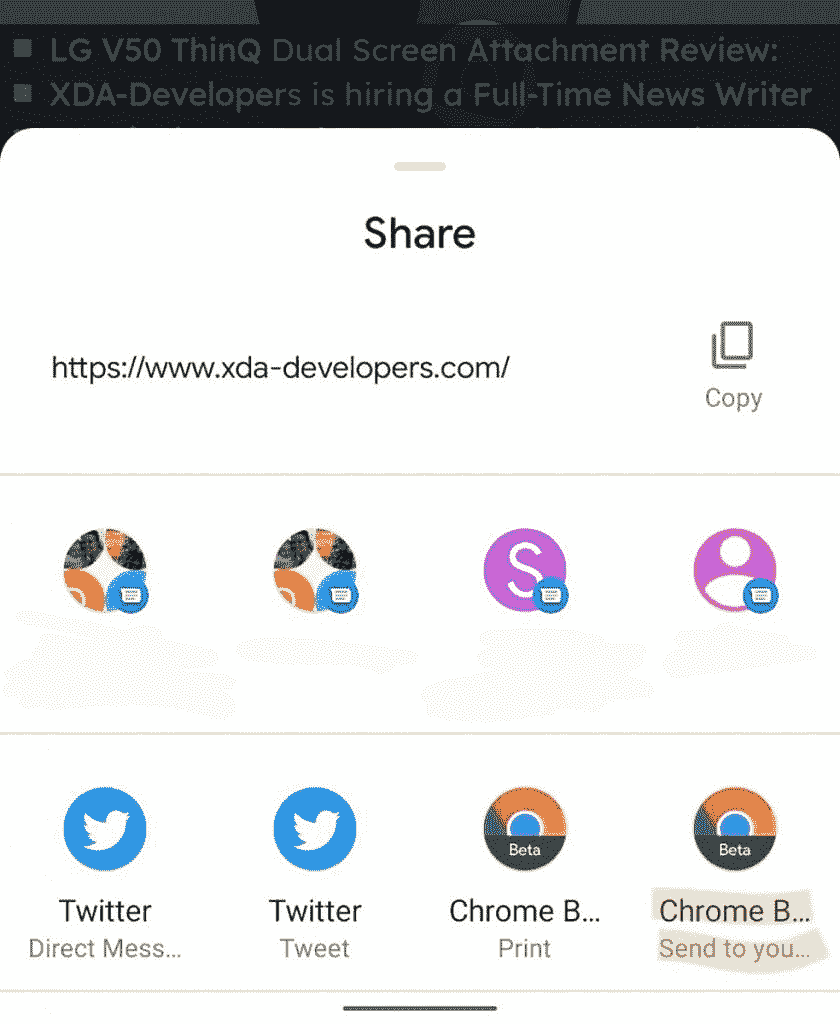 LG V50 ThinQ Dual Screen Attachment Review:
XDA-Developers is hiring a Full-Time News Writer
Share
https://www.xda-developers.com/
Copy
S
Beta Beta
Twitter Twitter Chrome B... Chrome B...
Direct Mess... Tweet Print Send to you...